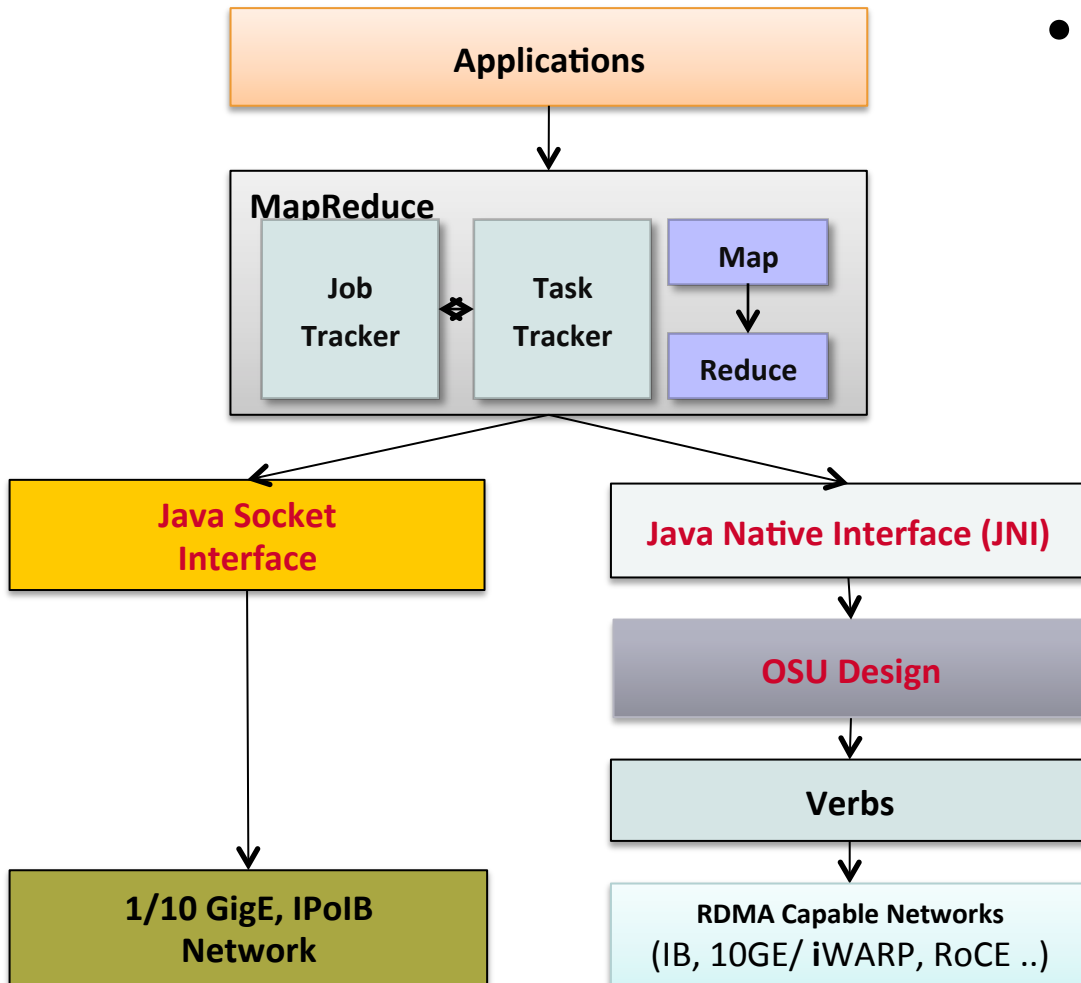 •
Applications
MapReduce
Job
Tracker
Task
Tracker
Map
Reduce
Java Socket
Interface
Java Native Interface (JNI)
OSU Design
Verbs
1/10 GigE, IPoIB
Network
RDMA Capable Networks
(IB, 10GE/ iWARP, RoCE ..)